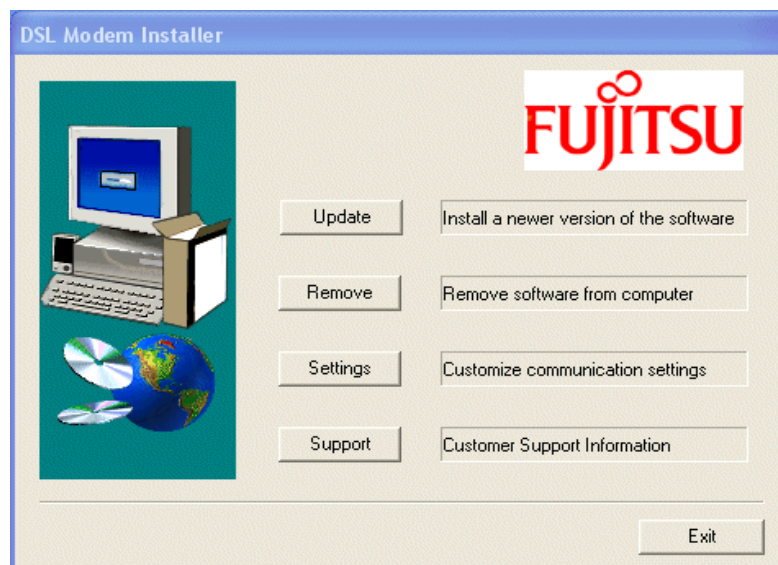 DSL Modem Installer
FUJITSU
Update
Install a newer version of the software
Remove
Remove software from computer
Settings
Customize communication settings
Support
Customer Support Information
Exit